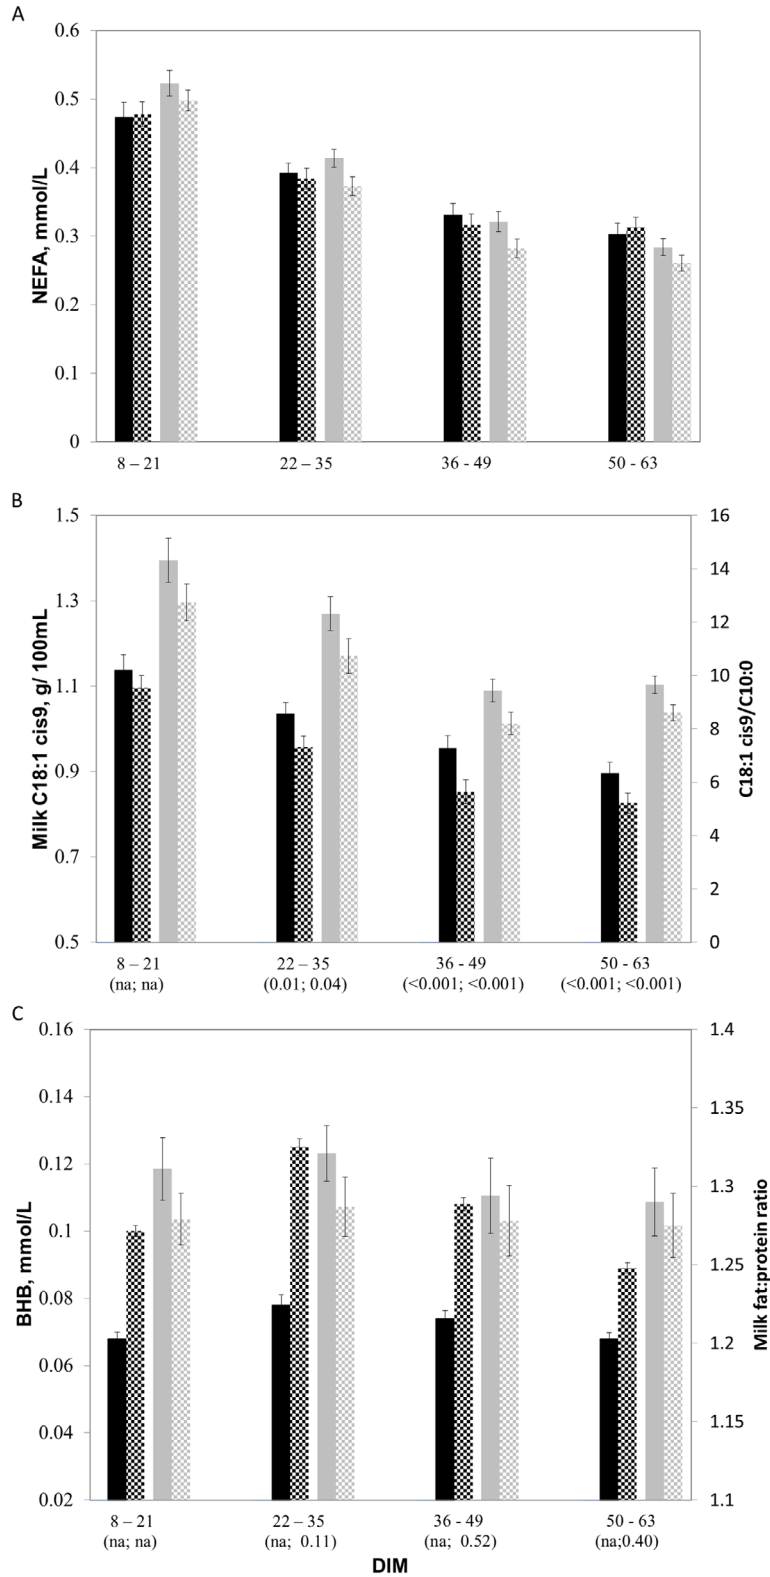 A
0.6
0.5
0.4
0.3
0.2
0.1
0
NEFA, mmol/L
8 – 21 22 – 35 36 - 49 50 - 63
B
1.5
1.3
1.1
0.9
0.7
0.5
Milk C18:1 cis9, g/ 100mL
16
14
12
10
8
6
4
2
0
C18:1 cis9/C10:0
8 – 21 22 – 35 36 - 49 50 - 63
(na; na) (0.01; 0.04) (<0.001; <0.001) (<0.001; <0.001)
C
0.16
0.14
0.12
0.1
0.08
0.06
0.04
0.02
BHB, mmol/L
1.4
1.35
1.3
1.25
1.2
1.15
1.1
Milk fat:protein ratio
8 – 21 22 – 35 36 - 49 50 - 63
(na; na) (na; 0.11) (na; 0.52) (na;0.40)
DIM